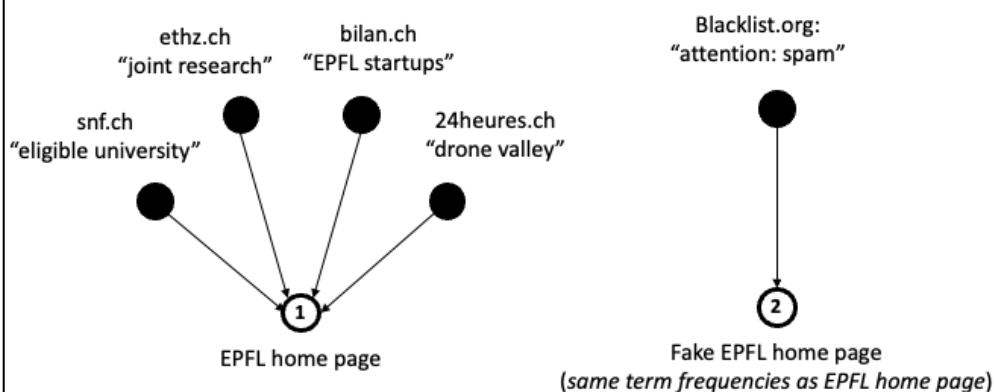 ethz.ch
“joint research”
bilan.ch
“EPFL startups”
snf.ch
“eligible university”
24heures.ch
“drone valley”
1
EPFL home page
Blacklist.org:
“attention: spam”
2
Fake EPFL home page
(same term frequencies as EPFL home page)